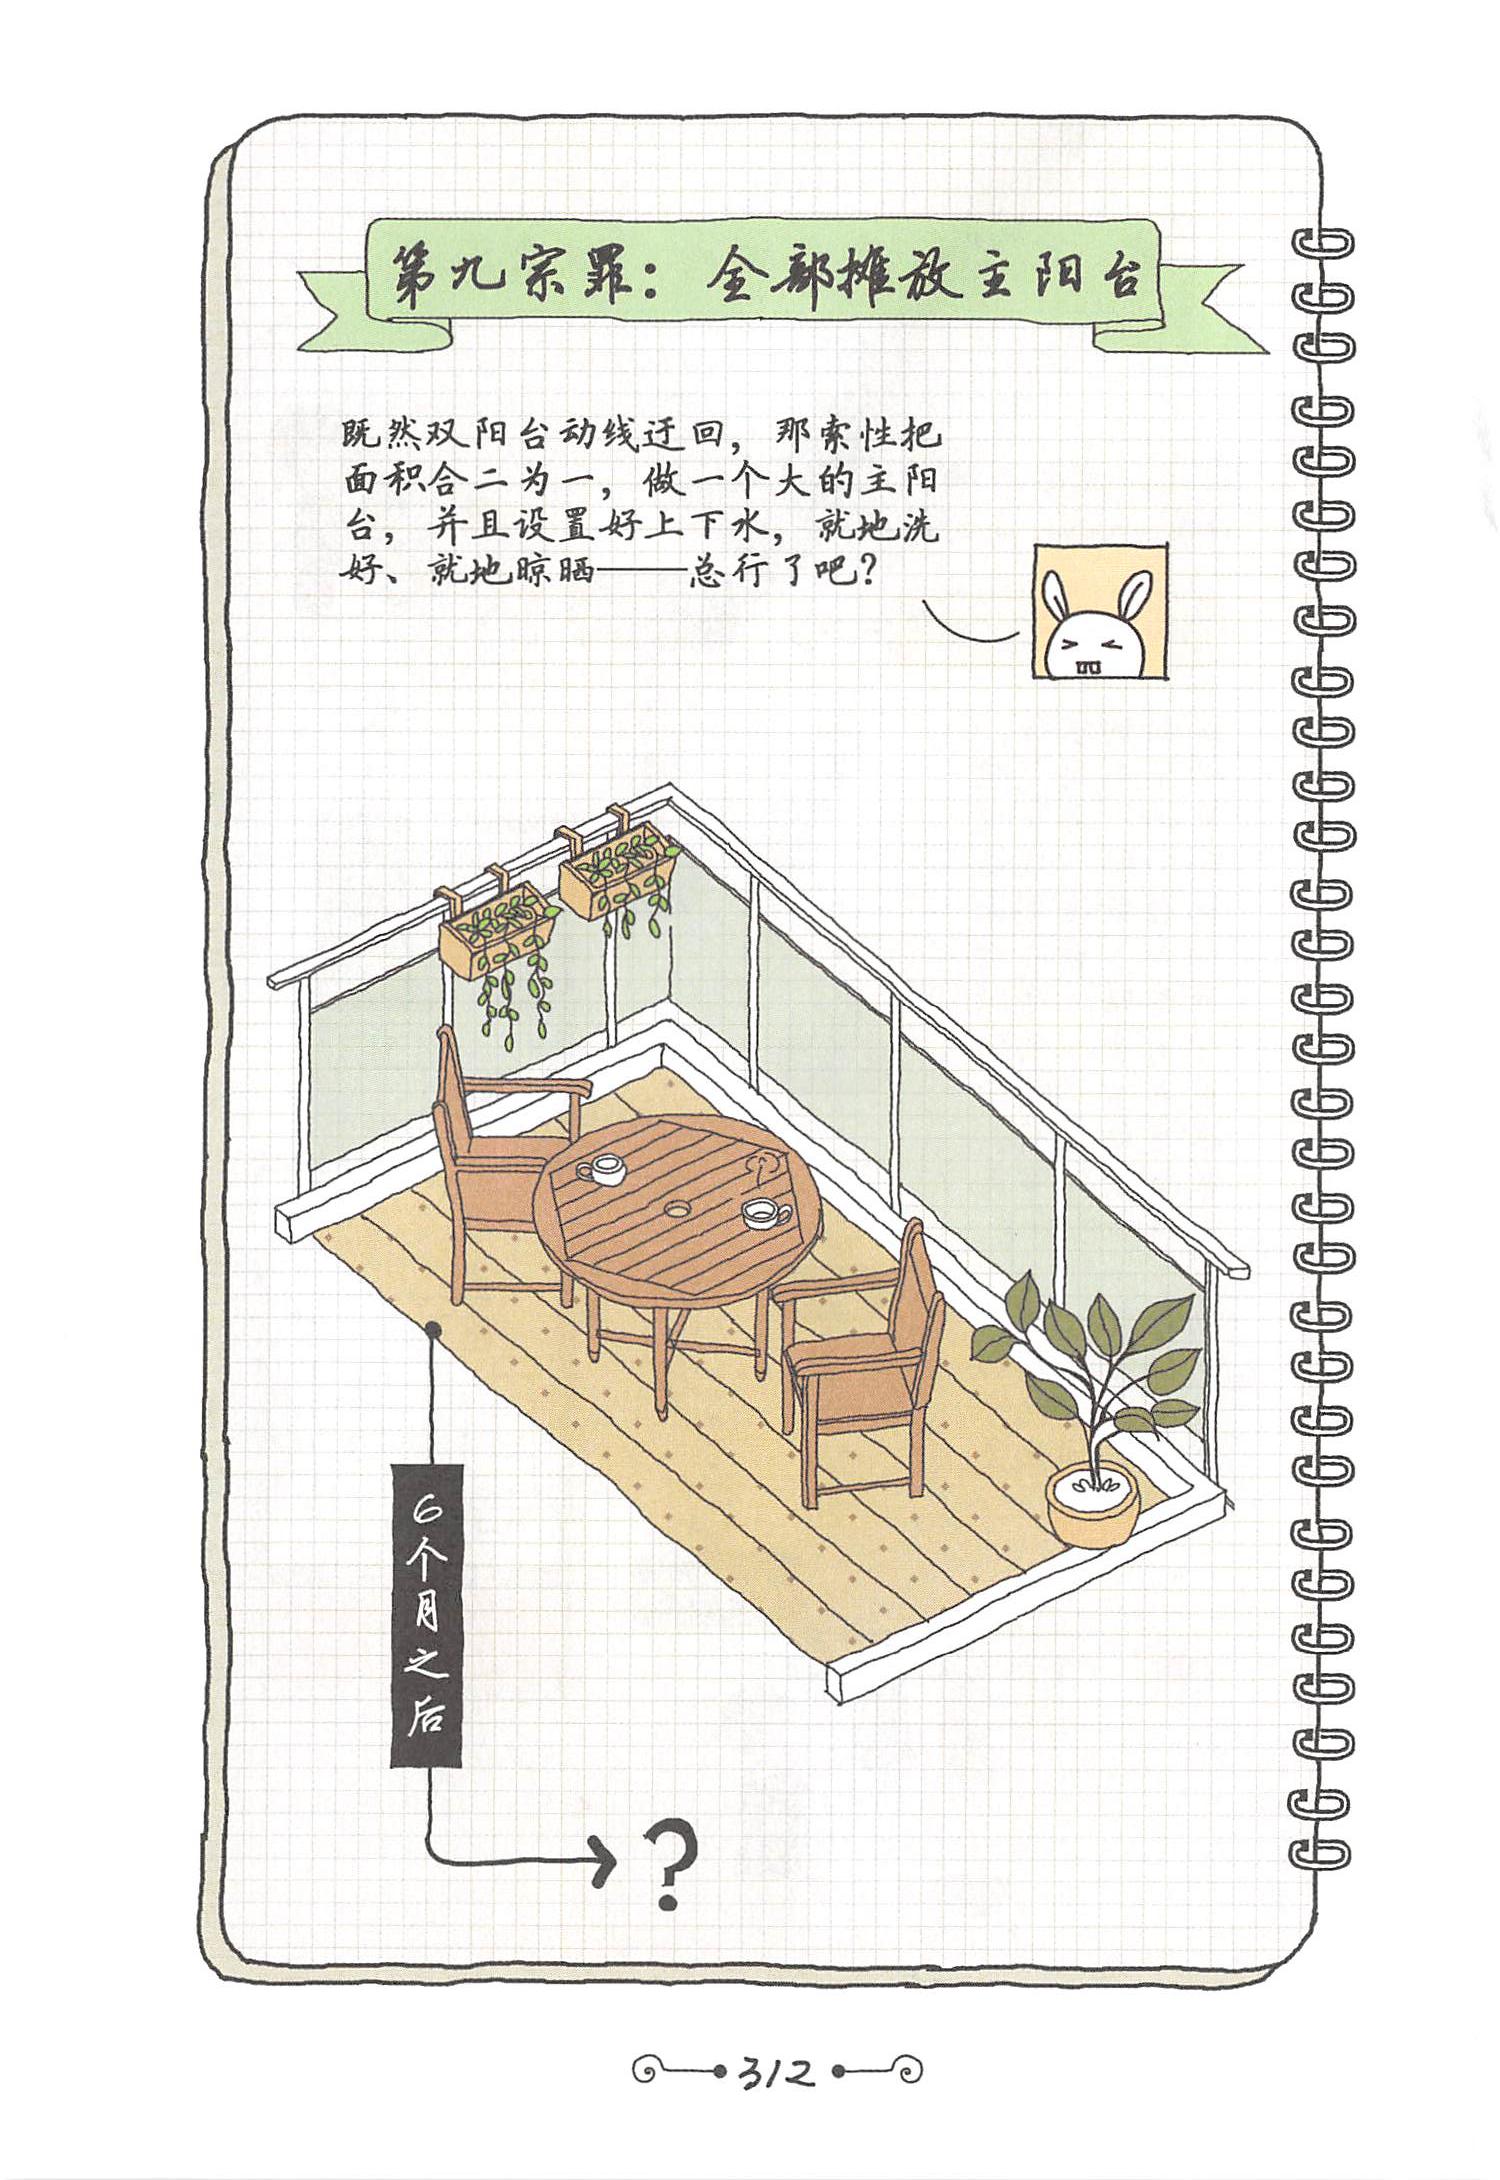 第九宗罪：全部摊放主阳台
既然双阳台动线迂回，那索性把
面积合二为一，做一个大的主阳
台，并且设置好上下水，就地洗
好、就地晾晒——总行了吧？
6个月之后
?
312